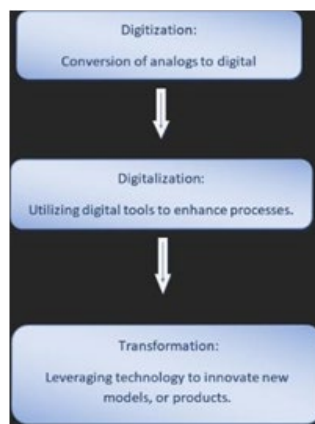 Digitization:
Conversion of analogs to digital
Digitalization:
Utilizing digital tools to enhance processes.
Transformation:
Leveraging technology to innovate new
models, or products.